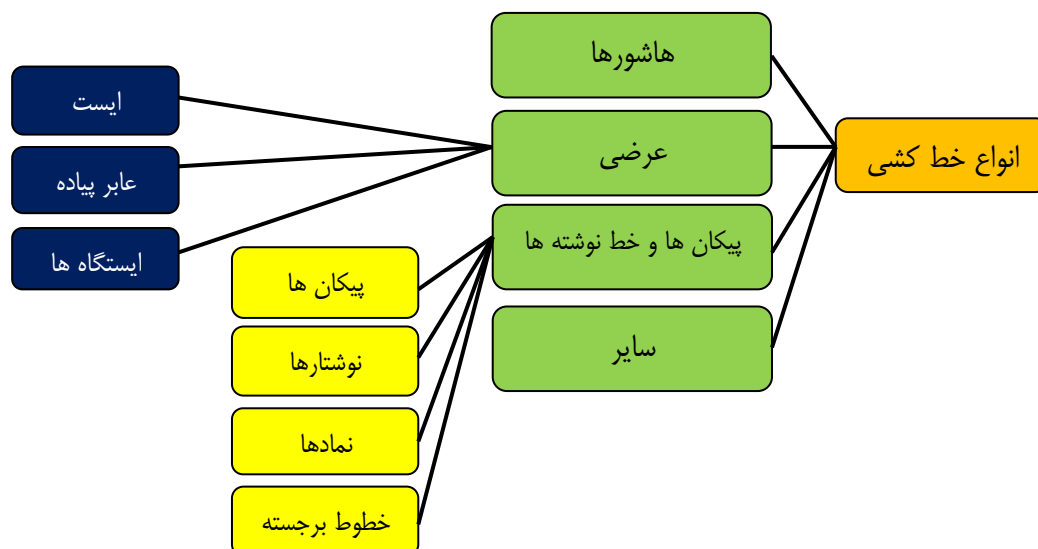 انواع خط کشی
هاشورها
عرضی
پیکان ها و خط نوشته ها
سایر
ایست
عابر پیاده
ایستگاه ها
پیکان ها
نوشتارها
نمادها
خطوط برجسته